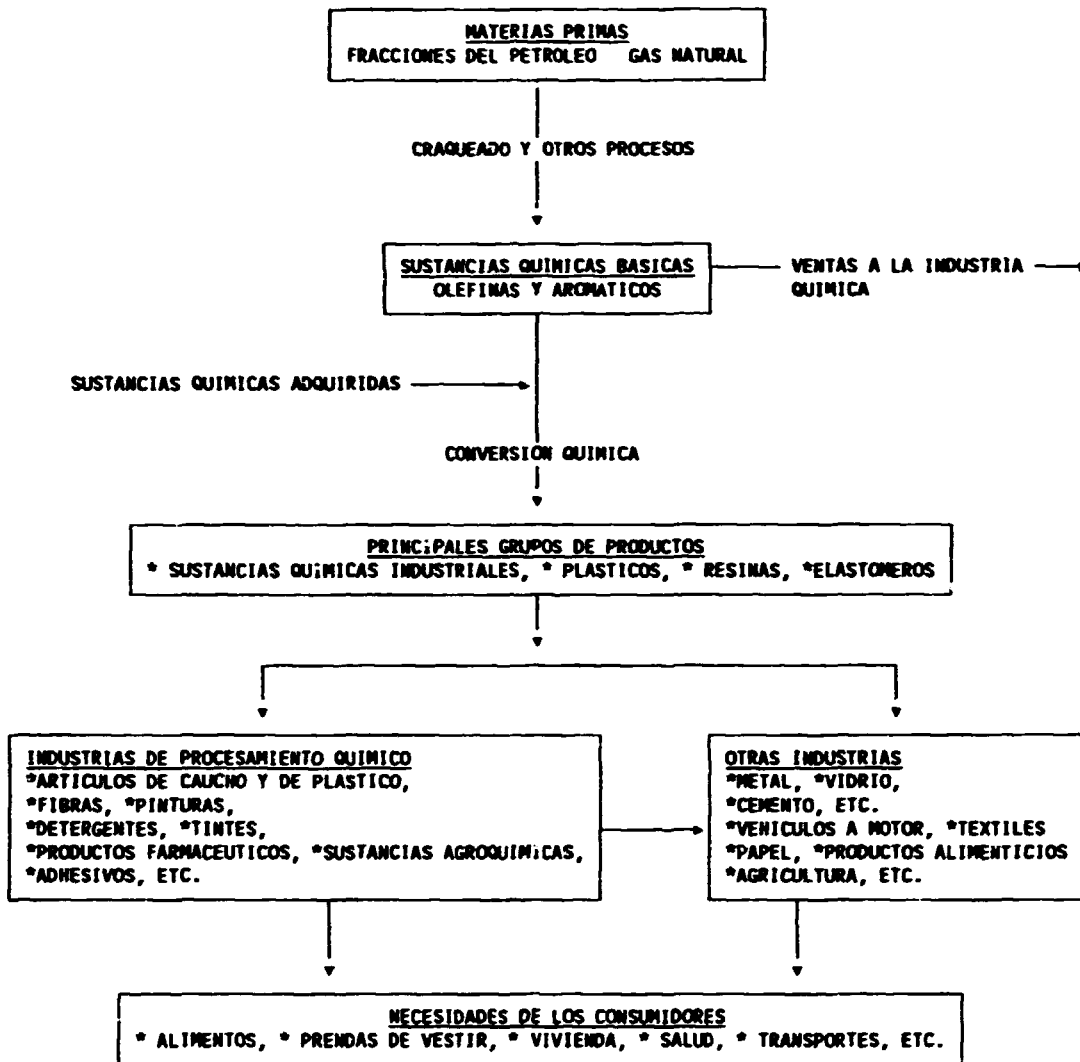 MATERIAS PRIMAS
FRACCIONES DEL PETROLEO GAS NATURAL
CRAQUEADO Y OTROS PROCESOS
SUSTANCIAS QUIMICAS BASICAS
OLEFINAS Y AROMATICOS
VENTAS A LA INDUSTRIA
QUIMICA
SUSTANCIAS QUIMICAS ADQUIRIDAS
CONVERSION QUIMICA
PRINCIPALES GRUPOS DE PRODUCTOS
* SUSTANCIAS QUIMICAS INDUSTRIALES, * PLASTICOS, * RESINAS, *ELASTOMEROS
INDUSTRIAS DE PROCESAMIENTO QUIMICO
*ARTICULOS DE CAUCHO Y DE PLASTICO,
*FIBRAS, *PINTURAS,
*DETERGENTES, *TINTES,
*PRODUCTOS FARMACEUTICOS, *SUSTANCIAS AGROQUIMICAS,
*ADHESIVOS, ETC.
OTRAS INDUSTRIAS
*METAL, *VIDRIO,
*CEMENTO, ETC.
*VEHICULOS A MOTOR, *TEXTILES
*PAPEL, *PRODUCTOS ALIMENTICIOS
*AGRICULTURA, ETC.
NECESIDADES DE LOS CONSUMIDORES
* ALIMENTOS, * PRENDAS DE VESTIR, * VIVIENDA, * SALUD, * TRANSPORTES, ETC.